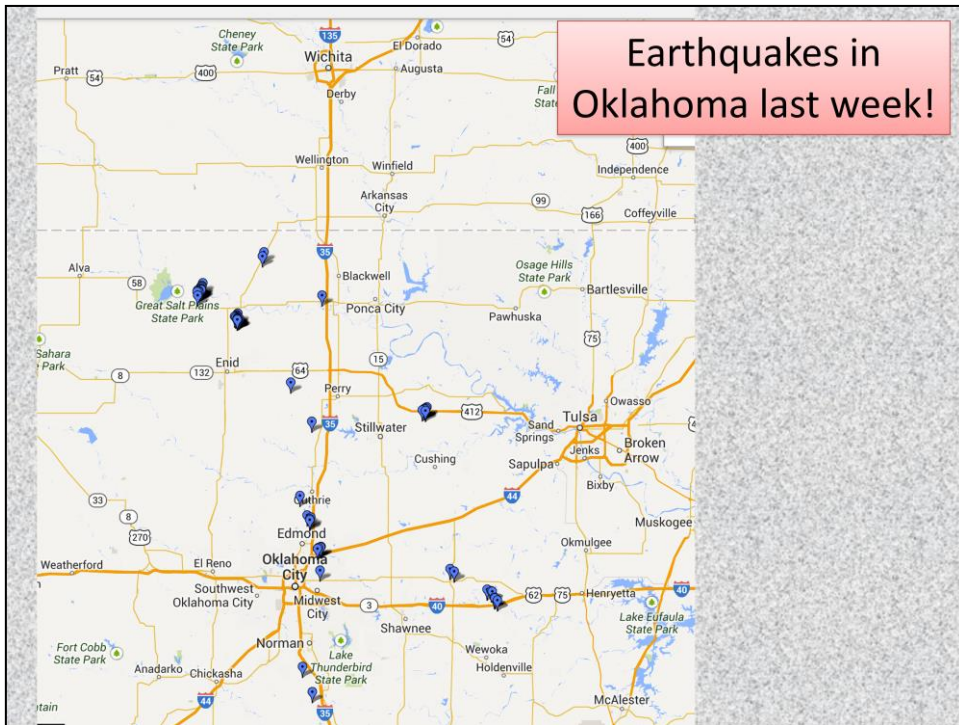 Earthquakes in
Oklahoma last week!
Cheney
State Park
135
54
El Dorado
Wichita
Pratt
54
400
Augusta
Derby
Fall
State
400
Wellington
Winfield
Independence
Arkansas
City
99
166
Coffeyville
35
Alva
58
Blackwell
Osage Hills
State Park
Bartlesville
Great Salt Plains
State Park
Ponca City
Pawhuska
75
Sahara
Park
Enid
15
8
132
64
Perry
Owasso
412
Tulsa
35
Stillwater
Sand
Springs
Broken
Arrow
Cushing
Sapulpa
Jenks
Bixby
44
33
Guthrie
8
Muskogee
270
Edmond
Okmulgee
Oklahoma
City
Weatherford
El Reno
Southwest
Oklahoma City
Midwest
City
3
40
62
75
Henryetta
40
Shawnee
Lake Eufaula
State Park
Norman
Fort Cobb
State Park
Lake
Thunderbird
State Park
Wewoka
Holdenville
Anadarko
Chickasha
44
35
McAlester
ntain